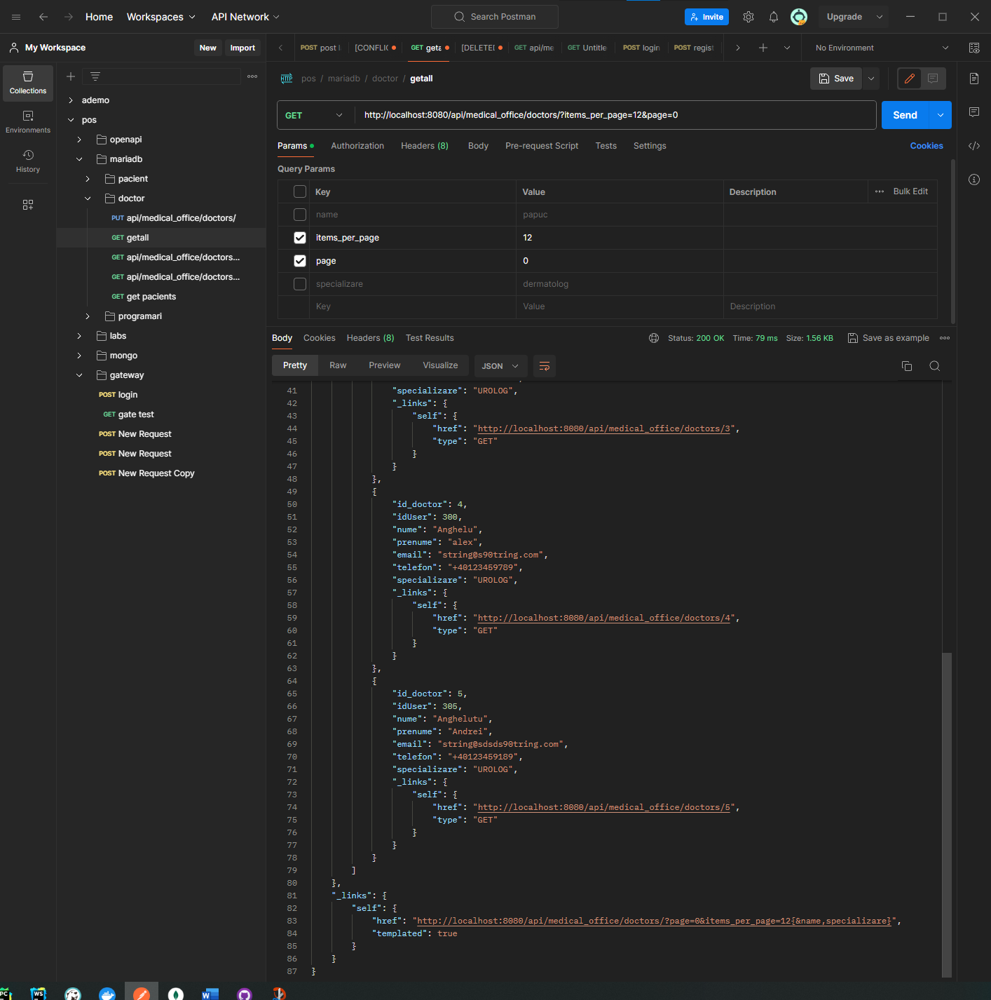 Home
Workspaces
API Network
Search Postman
Invite
Upgrade
My Workspace
New
Import
POST post
[CONFLIC
GET geta
[DELETE
GET api/me
GET Untitle
POST login
POST regist
No Environment
Collections
Environments
History
ademo
pos
openapi
mariadb
pacient
doctor
PUT api/medical_office/doctors/
GET getall
GET api/medical_office/doctors...
GET api/medical_office/doctors...
GET get pacients
programari
labs
mongo
gateway
POST login
GET gate test
POST New Request
POST New Request
POST New Request Copy
HTTP pos / mariadb / doctor / getall
Save
GET http://localhost:8080/api/medical_office/doctors/?items_per_page=12&page=0
Send
Params Authorization Headers (8) Body Pre-request Script Tests Settings Cookies
Query Params
Key Value Description Bulk Edit
name papuc
items_per_page 12
page 0
specializare dermatolog
Key Value Description
Body Cookies Headers (8) Test Results Status: 200 OK Time: 79 ms Size: 1.56 KB Save as example
Pretty Raw Preview Visualize JSON
41 "specializare": "UROLOG",
42 "_links": {
43 "self": {
44 "href": "http://localhost:8080/api/medical_office/doctors/3",
45 "type": "GET"
46 }
47 }
48 },
49 {
50 "id_doctor": 4,
51 "idUser": 300,
52 "nume": "Anghelu",
53 "prenume": "alex",
54 "email": "string@s90tring.com",
55 "telefon": "+40123459789",
56 "specializare": "UROLOG",
57 "_links": {
58 "self": {
59 "href": "http://localhost:8080/api/medical_office/doctors/4",
60 "type": "GET"
61 }
62 }
63 },
64 {
65 "id_doctor": 5,
66 "idUser": 305,
67 "nume": "Anghelutu",
68 "prenume": "Andrei",
69 "email": "string@sdsds90tring.com",
70 "telefon": "+40123459189",
71 "specializare": "UROLOG",
72 "_links": {
73 "self": {
74 "href": "http://localhost:8080/api/medical_office/doctors/5",
75 "type": "GET"
76 }
77 }
78 }
79 ]
80 },
81 "_links": {
82 "self": {
83 "href": "http://localhost:8080/api/medical_office/doctors/?page=0&items_per_page=12{&name,specializare}",
84 "templated": true
85 }
86 }
87 }
PC
WS
W